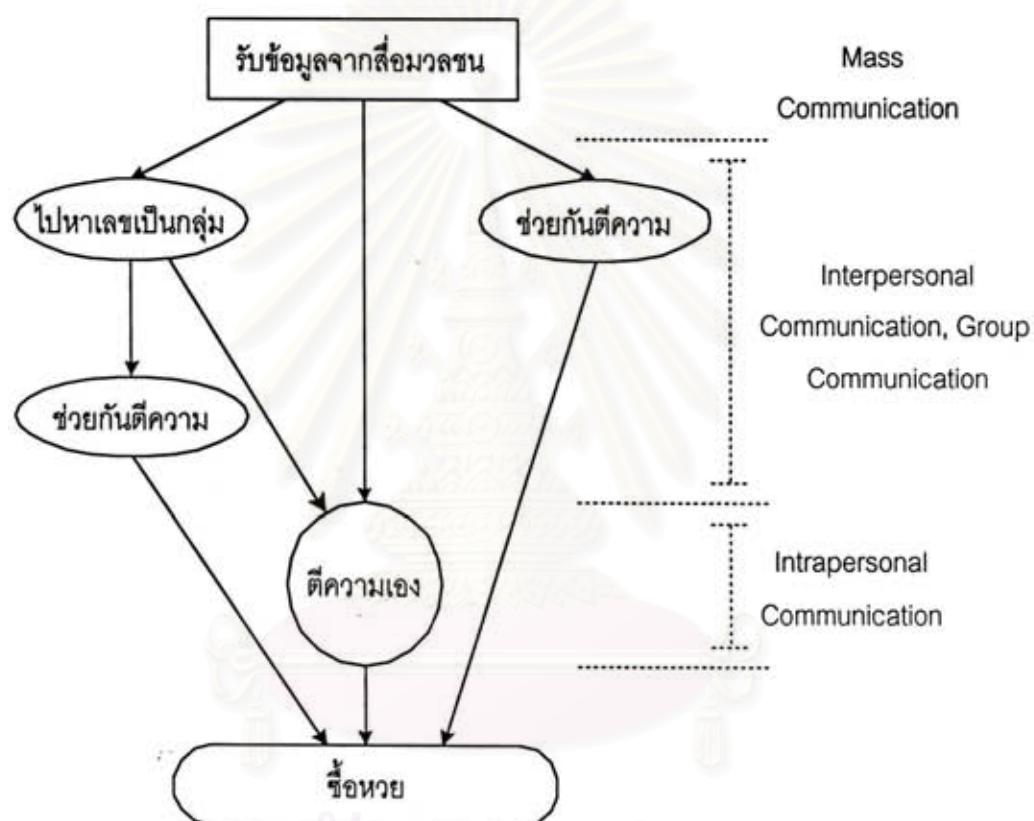 รับข้อมูลจากสื่อมวลชน
Mass
Communication
ไปหาเลขเป็นกลุ่ม
ช่วยกันตีความ
Interpersonal
Communication, Group
Communication
ช่วยกันตีความ
ตีความเอง
Intrapersonal
Communication
ซื้อหวย